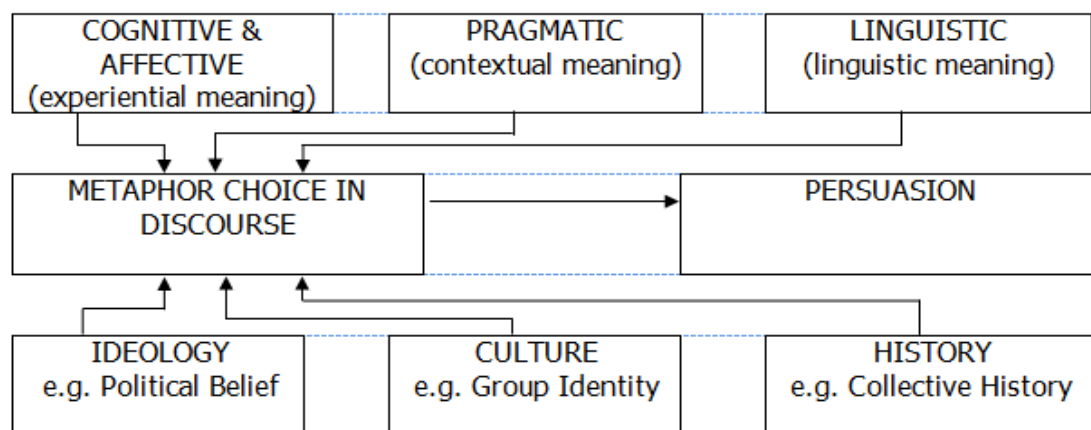 COGNITIVE &
AFFECTIVE
(experiential meaning)
PRAGMATIC
(contextual meaning)
LINGUISTIC
(linguistic meaning)
METAPHOR CHOICE IN
DISCOURSE
PERSUASION
IDEOLOGY
e.g. Political Belief
CULTURE
e.g. Group Identity
HISTORY
e.g. Collective History